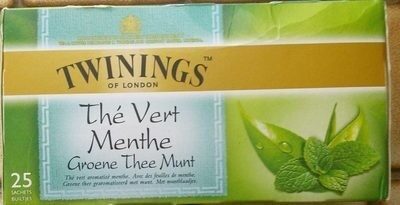 TWININGS™
OF LONDON
Thé Vert
Menthe
Groene Thee Munt
Thé vert aromatisé menthe. Avec des feuilles de menthe.
Groene thee gearomatiseerd met munt. Met muntblaadjes.
25
SACHETS
BUILTJES